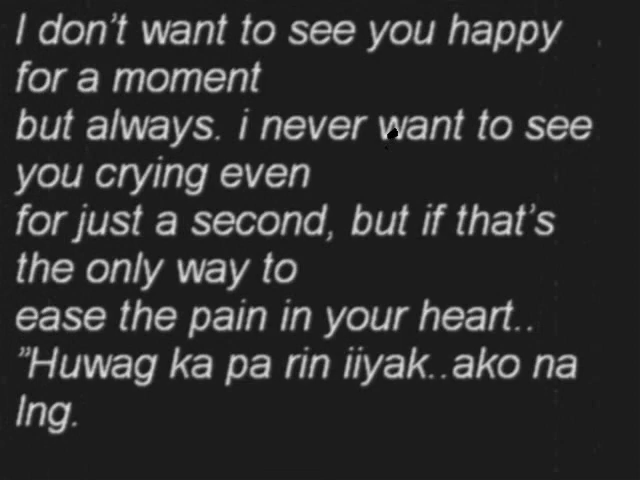 I don't want to see you happy
for a moment
but always. i never want to see
you crying even
for just a second, but if that's
the only way to
ease the pain in your heart..
"Huwag ka pa rin iiyak..ako na
lng.